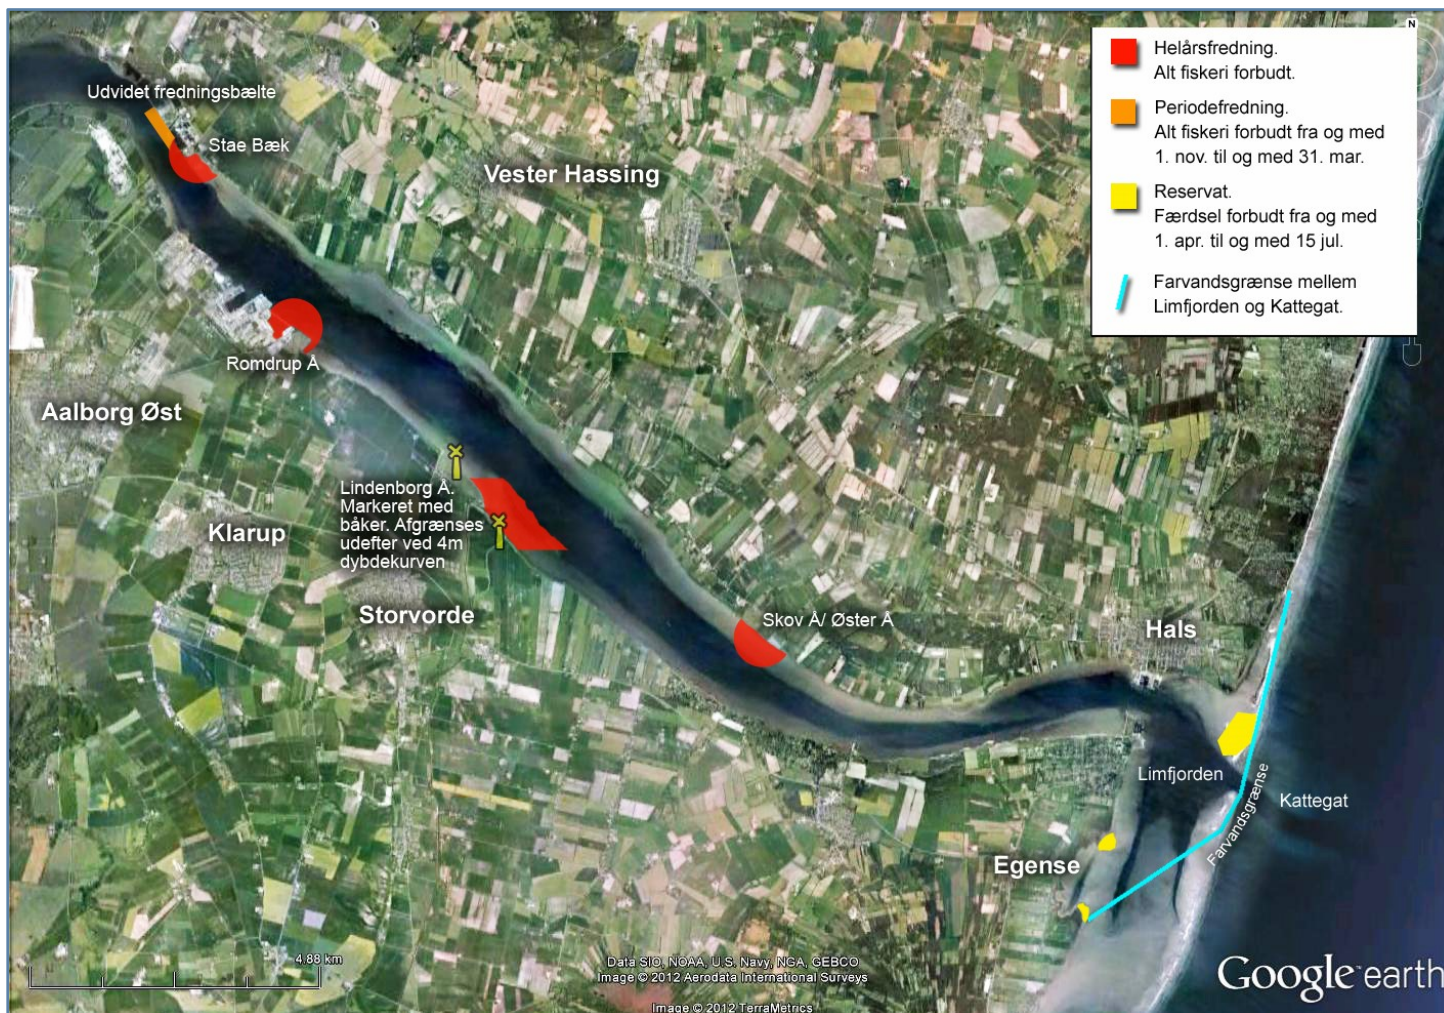 N
Helårsfredning.
Alt fiskeri forbudt.
Periodefredning.
Alt fiskeri forbudt fra og med
1. nov. til og med 31. mar.
Reservat.
Færdsel forbudt fra og med
1. apr. til og med 15 jul.
Farvandsgrænse mellem
Limfjorden og Kattegat.
Udvidet fredningsbælte
Stae Bæk
Vester Hassing
Romdrup Å
Aalborg Øst
Lindenborg Å.
Markeret med
båker. Afgrænses
udefter ved 4m
dybdekurven
Klarup
Storvorde
Skov Å/ Øster Å
Hals
Limfjorden
Kattegat
Farvandsgrænse
Egense
4.88 km
Data SIO, NOAA, U.S. Navy, NGA, GEBCO
Image © 2012 Aerodata International Surveys
Image © 2012 TerraMetrics
Google earth